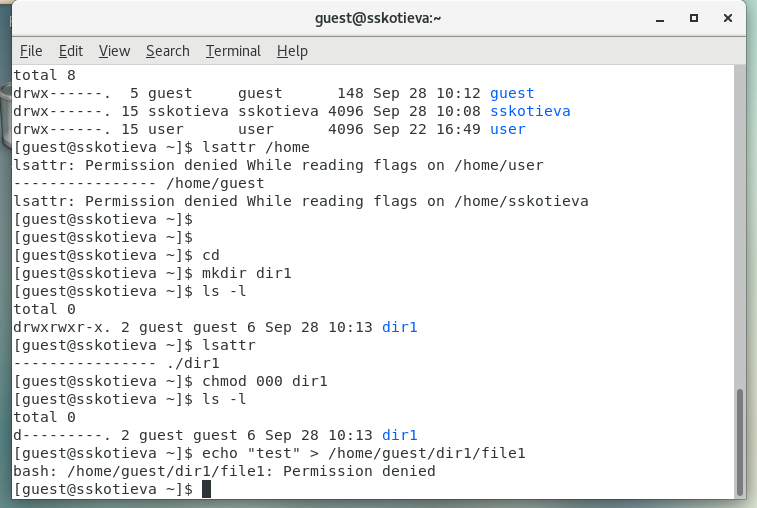 guest@sskotieva:~
File Edit View Search Terminal Help
total 8
drwx------.  5 guest     guest      148 Sep 28 10:12 guest
drwx------. 15 sskotieva sskotieva 4096 Sep 28 10:08 sskotieva
drwx------. 15 user      user      4096 Sep 22 16:49 user
[guest@sskotieva ~]$ lsattr /home
lsattr: Permission denied While reading flags on /home/user
---------------- /home/guest
lsattr: Permission denied While reading flags on /home/sskotieva
[guest@sskotieva ~]$
[guest@sskotieva ~]$
[guest@sskotieva ~]$ cd
[guest@sskotieva ~]$ mkdir dir1
[guest@sskotieva ~]$ ls -l
total 0
drwxrwxr-x. 2 guest guest 6 Sep 28 10:13 dir1
[guest@sskotieva ~]$ lsattr
---------------- ./dir1
[guest@sskotieva ~]$ chmod 000 dir1
[guest@sskotieva ~]$ ls -l
total 0
d---------. 2 guest guest 6 Sep 28 10:13 dir1
[guest@sskotieva ~]$ echo "test" > /home/guest/dir1/file1
bash: /home/guest/dir1/file1: Permission denied
[guest@sskotieva ~]$